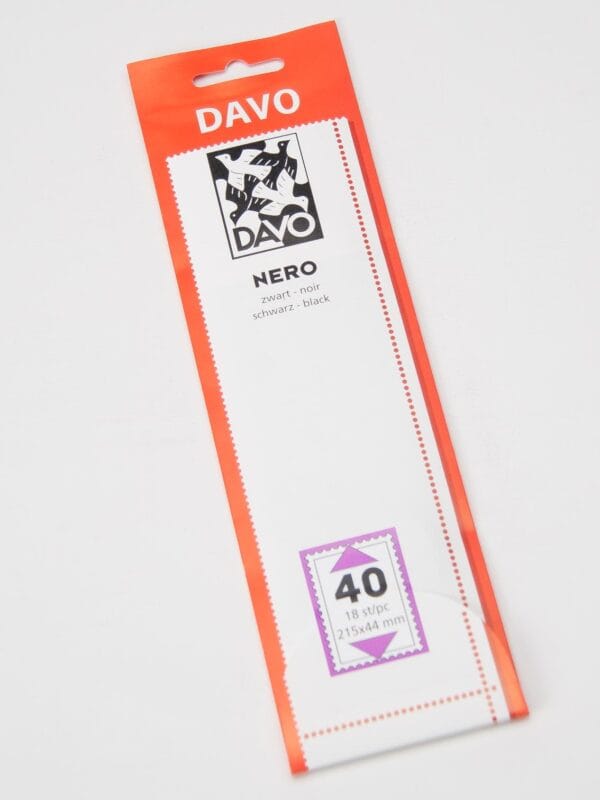 DAVO
DAVO
NERO
zwart - noir
schwarz - black
40
18 st/pc
215x44 mm